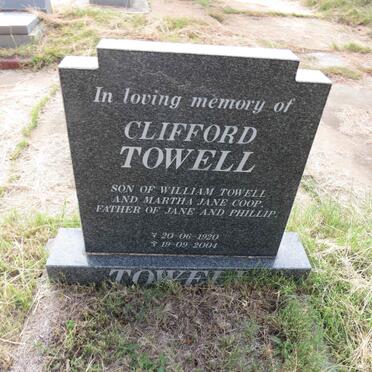 In loving memory of
CLIFFORD
TOWELL
SON OF WILLIAM TOWELL
AND MARTHA JANE COOP.
FATHER OF JANE AND PHILLIP.
* 20-06-1920
✝ 19-09-2004
TOWELL